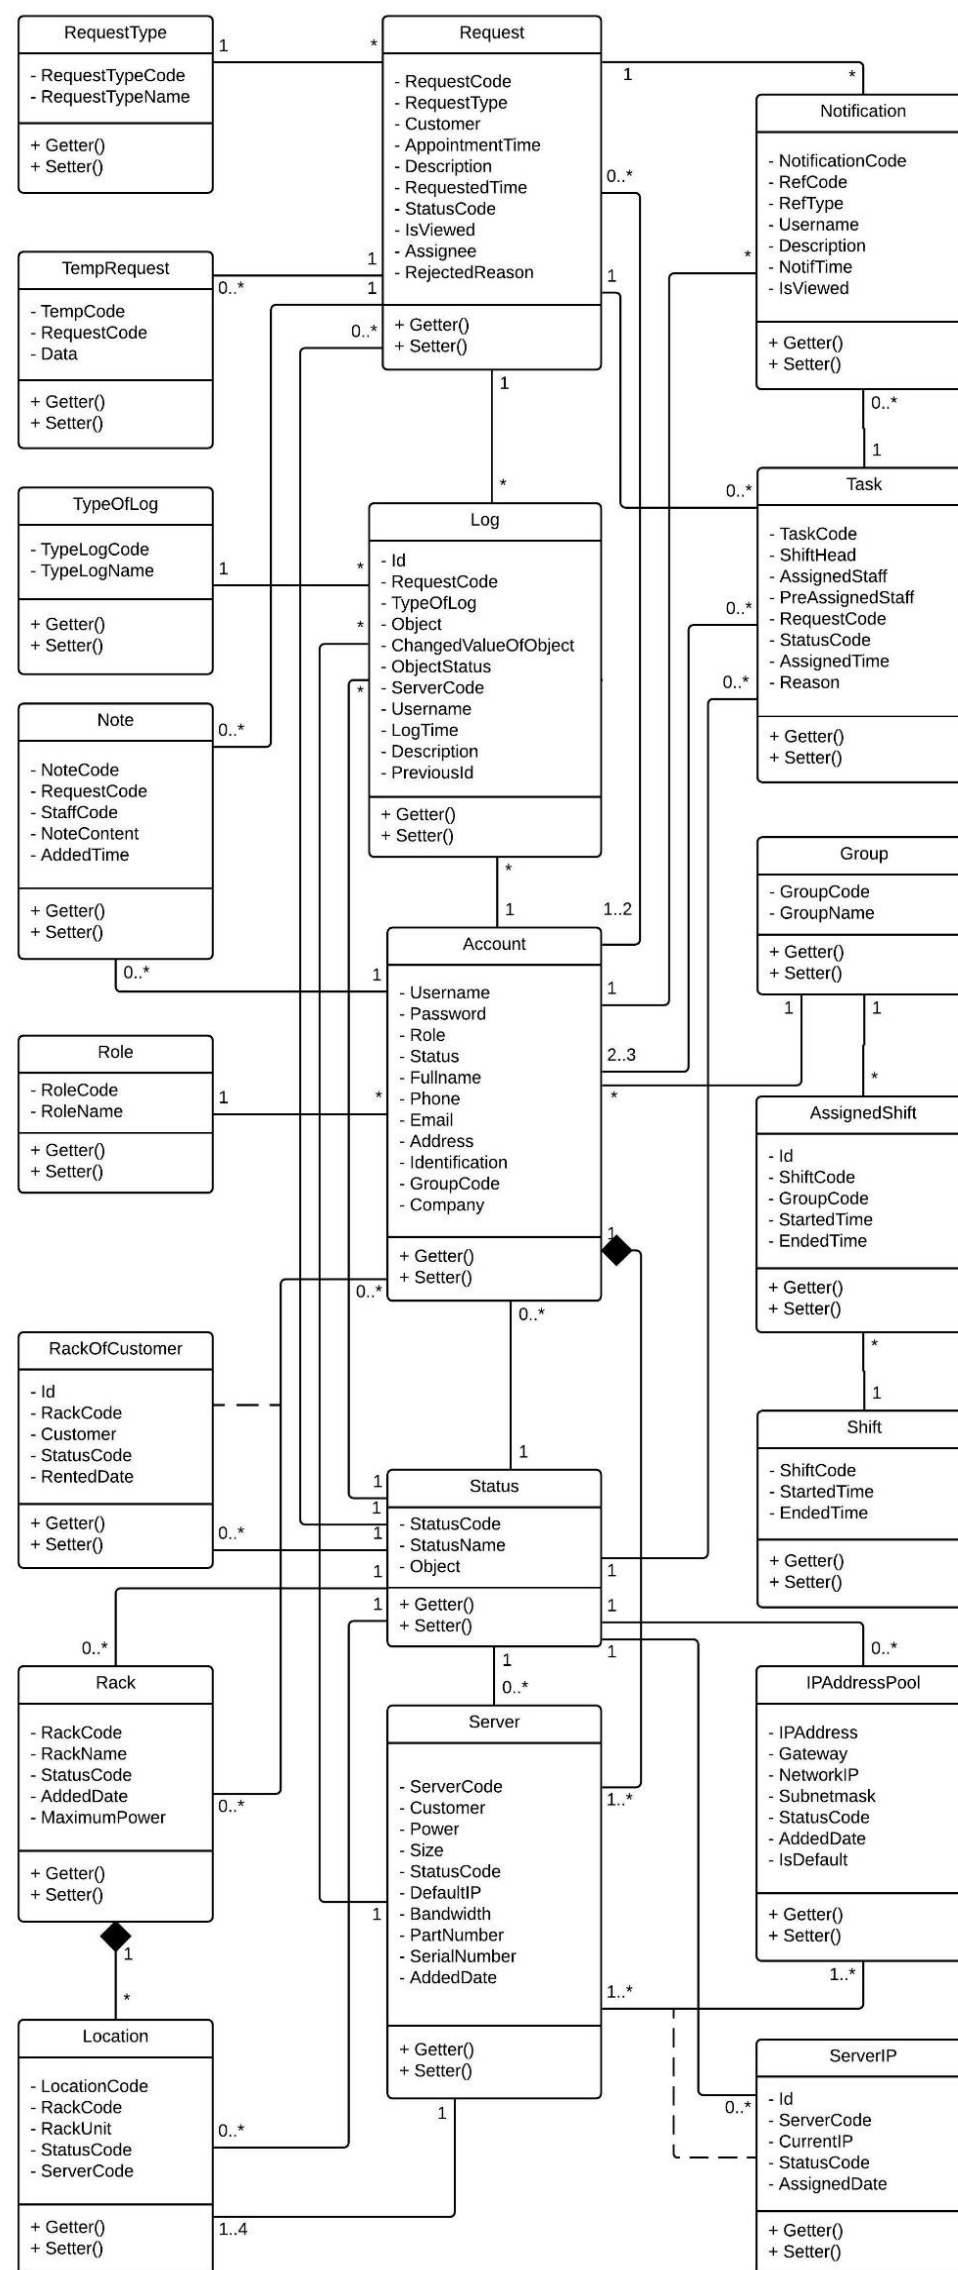 RequestType
- RequestTypeCode
- RequestTypeName
+ Getter()
+ Setter()
1
*
Request
- RequestCode
- RequestType
- Customer
- AppointmentTime
- Description
- RequestedTime
- StatusCode
- IsViewed
- Assignee
- RejectedReason
+ Getter()
+ Setter()
1
*
Notification
- NotificationCode
- RefCode
- RefType
- Username
- Description
- NotifTime
- IsViewed
+ Getter()
+ Setter()
0..*
*
1
TempRequest
- TempCode
- RequestCode
- Data
+ Getter()
+ Setter()
1
0..*
1
0..*
1
*
0..*
1
TypeOfLog
- TypeLogCode
- TypeLogName
+ Getter()
+ Setter()
1
*
*
*
Log
- Id
- RequestCode
- TypeOfLog
- Object
- ChangedValueOfObject
- ObjectStatus
- ServerCode
- Username
- LogTime
- Description
- PreviousId
+ Getter()
+ Setter()
Task
- TaskCode
- ShiftHead
- AssignedStaff
- PreAssignedStaff
- RequestCode
- StatusCode
- AssignedTime
- Reason
+ Getter()
+ Setter()
0..*
0..*
0..*
Note
- NoteCode
- RequestCode
- StaffCode
- NoteContent
- AddedTime
+ Getter()
+ Setter()
0..*
0..*
1
*
1
1..2
Group
- GroupCode
- GroupName
+ Getter()
+ Setter()
1
1
*
Account
- Username
- Password
- Role
- Status
- Fullname
- Phone
- Email
- Address
- Identification
- GroupCode
- Company
+ Getter()
+ Setter()
1
2..3
*
1
Role
- RoleCode
- RoleName
+ Getter()
+ Setter()
1
*
AssignedShift
- Id
- ShiftCode
- GroupCode
- StartedTime
- EndedTime
+ Getter()
+ Setter()
*
1
0..*
0..*
1
RackOfCustomer
- Id
- RackCode
- Customer
- StatusCode
- RentedDate
+ Getter()
+ Setter()
0..*
Shift
- ShiftCode
- StartedTime
- EndedTime
+ Getter()
+ Setter()
1
1
1
1
1
Status
- StatusCode
- StatusName
- Object
+ Getter()
+ Setter()
1
1
1
1
0..*
0..*
0..*
Rack
- RackCode
- RackName
- StatusCode
- AddedDate
- MaximumPower
+ Getter()
+ Setter()
0..*
1
*
Server
- ServerCode
- Customer
- Power
- Size
- StatusCode
- DefaultIP
- Bandwidth
- PartNumber
- SerialNumber
- AddedDate
+ Getter()
+ Setter()
1..*
1
1..*
1
IPAddressPool
- IPAddress
- Gateway
- NetworkIP
- Subnetmask
- StatusCode
- AddedDate
- IsDefault
+ Getter()
+ Setter()
1..*
Location
- LocationCode
- RackCode
- RackUnit
- StatusCode
- ServerCode
+ Getter()
+ Setter()
0..*
1..4
ServerIP
- Id
- ServerCode
- CurrentIP
- StatusCode
- AssignedDate
+ Getter()
+ Setter()
0..*